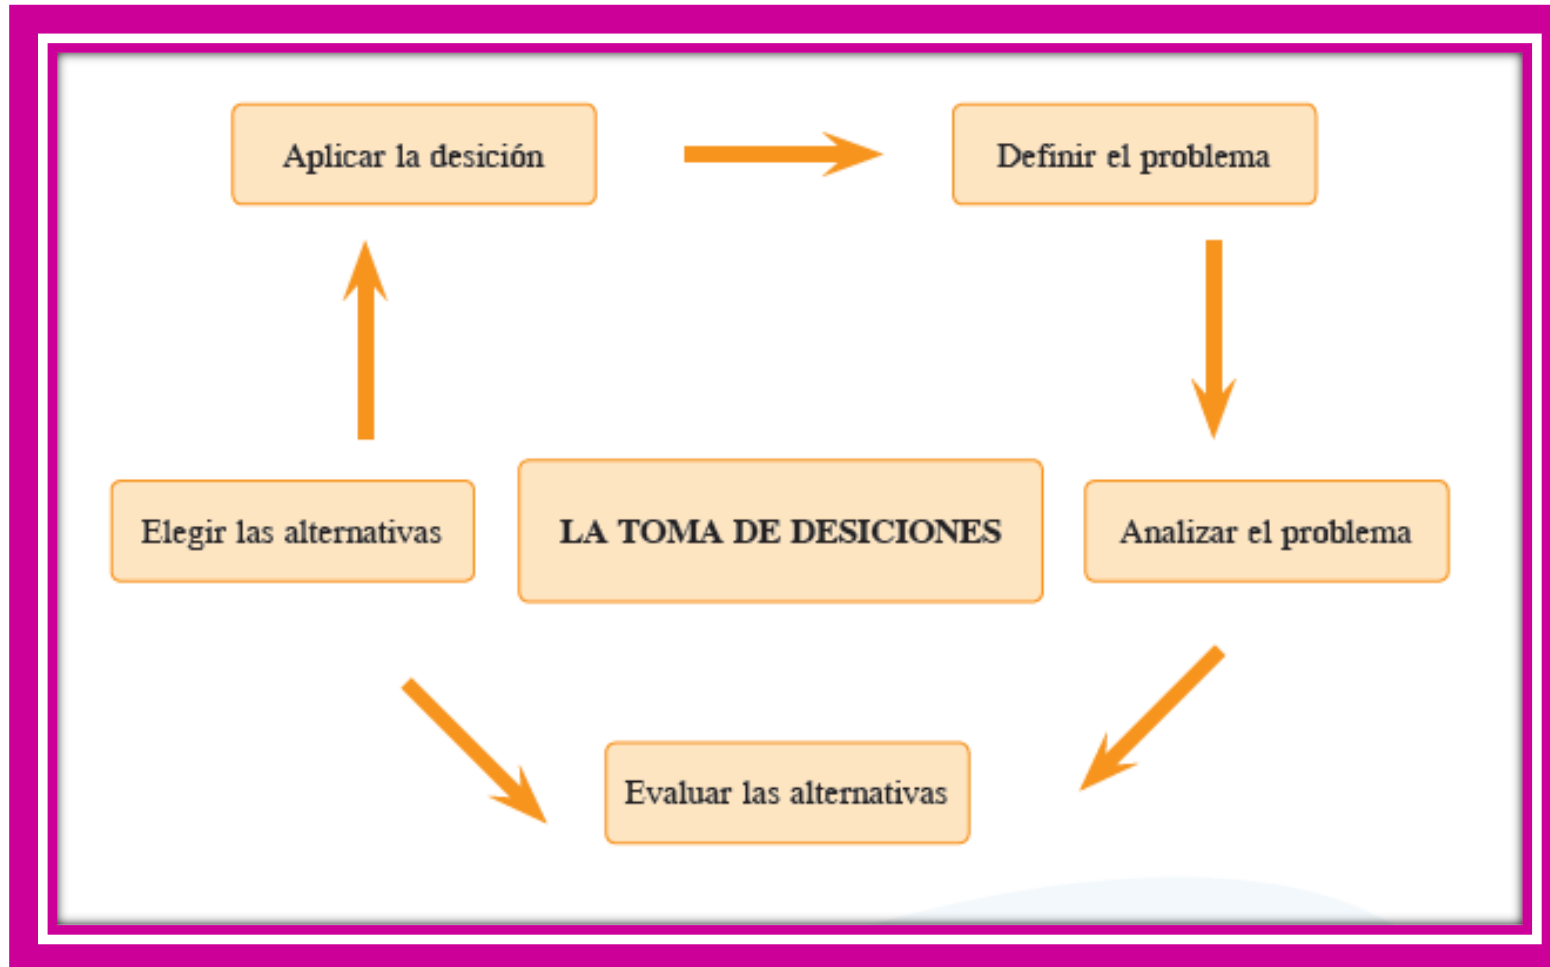 Aplicar la desición
Definir el problema
Elegir las alternativas
LA TOMA DE DESICIONES
Analizar el problema
Evaluar las alternativas